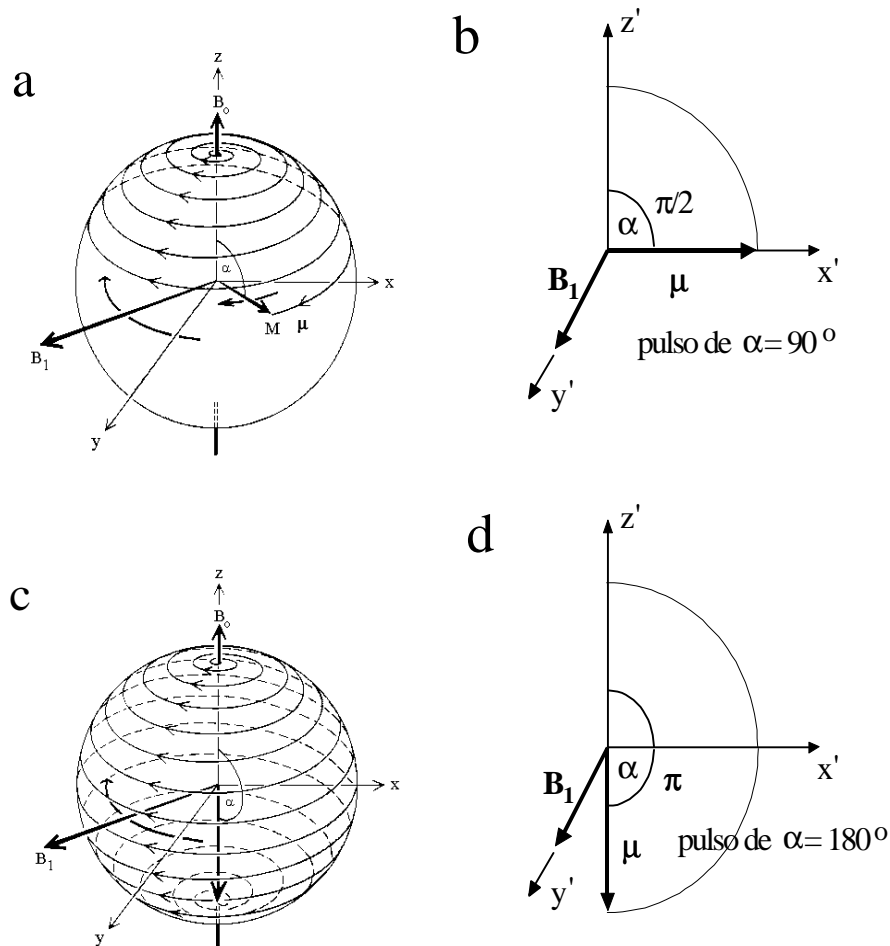 a
z
B₀
α
x
M
μ
B₁
y
b
z'
π/2
α
B₁
μ
x'
pulso de α = 90 º
y'
c
z
B₀
x
α
B₁
y
d
z'
B₁
α
π
x'
μ
pulso de α = 180 º
y'